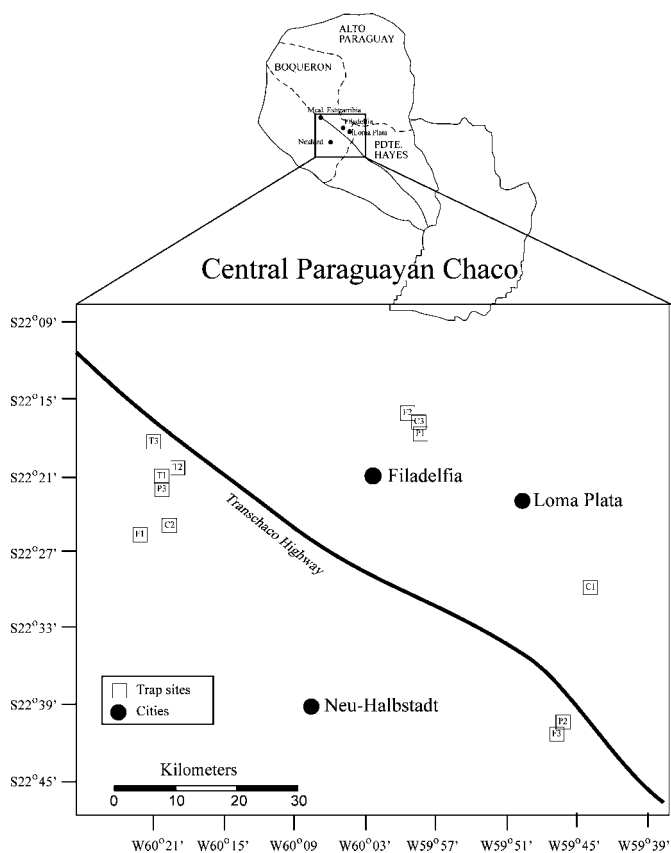 ALTO
PARAGUAY
BOQUERON
Mcal. Estigarribia
Filadelfia
Loma Plata
Neuland
PDTE.
HAYES
Central Paraguayan Chaco
S22°09'
S22°15'
S22°21'
S22°27'
S22°33'
S22°39'
S22°45'
F2
C3
P1
T3
T2
T1
P3
C2
F1
Filadelfia
Loma Plata
Transchaco Highway
C1
Neu-Halbstadt
P2
F3
Trap sites
Cities
Kilometers
0 10 20 30
W60°21' W60°15' W60°09' W60°03' W59°57' W59°51' W59°45' W59°39'